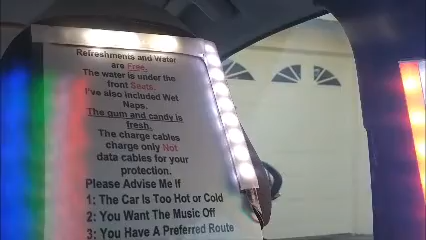 Refreshments and Water
are Free.
The water is under the
front Seats.
I've also included Wet
Naps.
The gum and candy is
fresh.
The charge cables
charge only Not
data cables for your
protection.
Please Advise Me If
1: The Car Is Too Hot or Cold
2: You Want The Music Off
3: You Have A Preferred Route